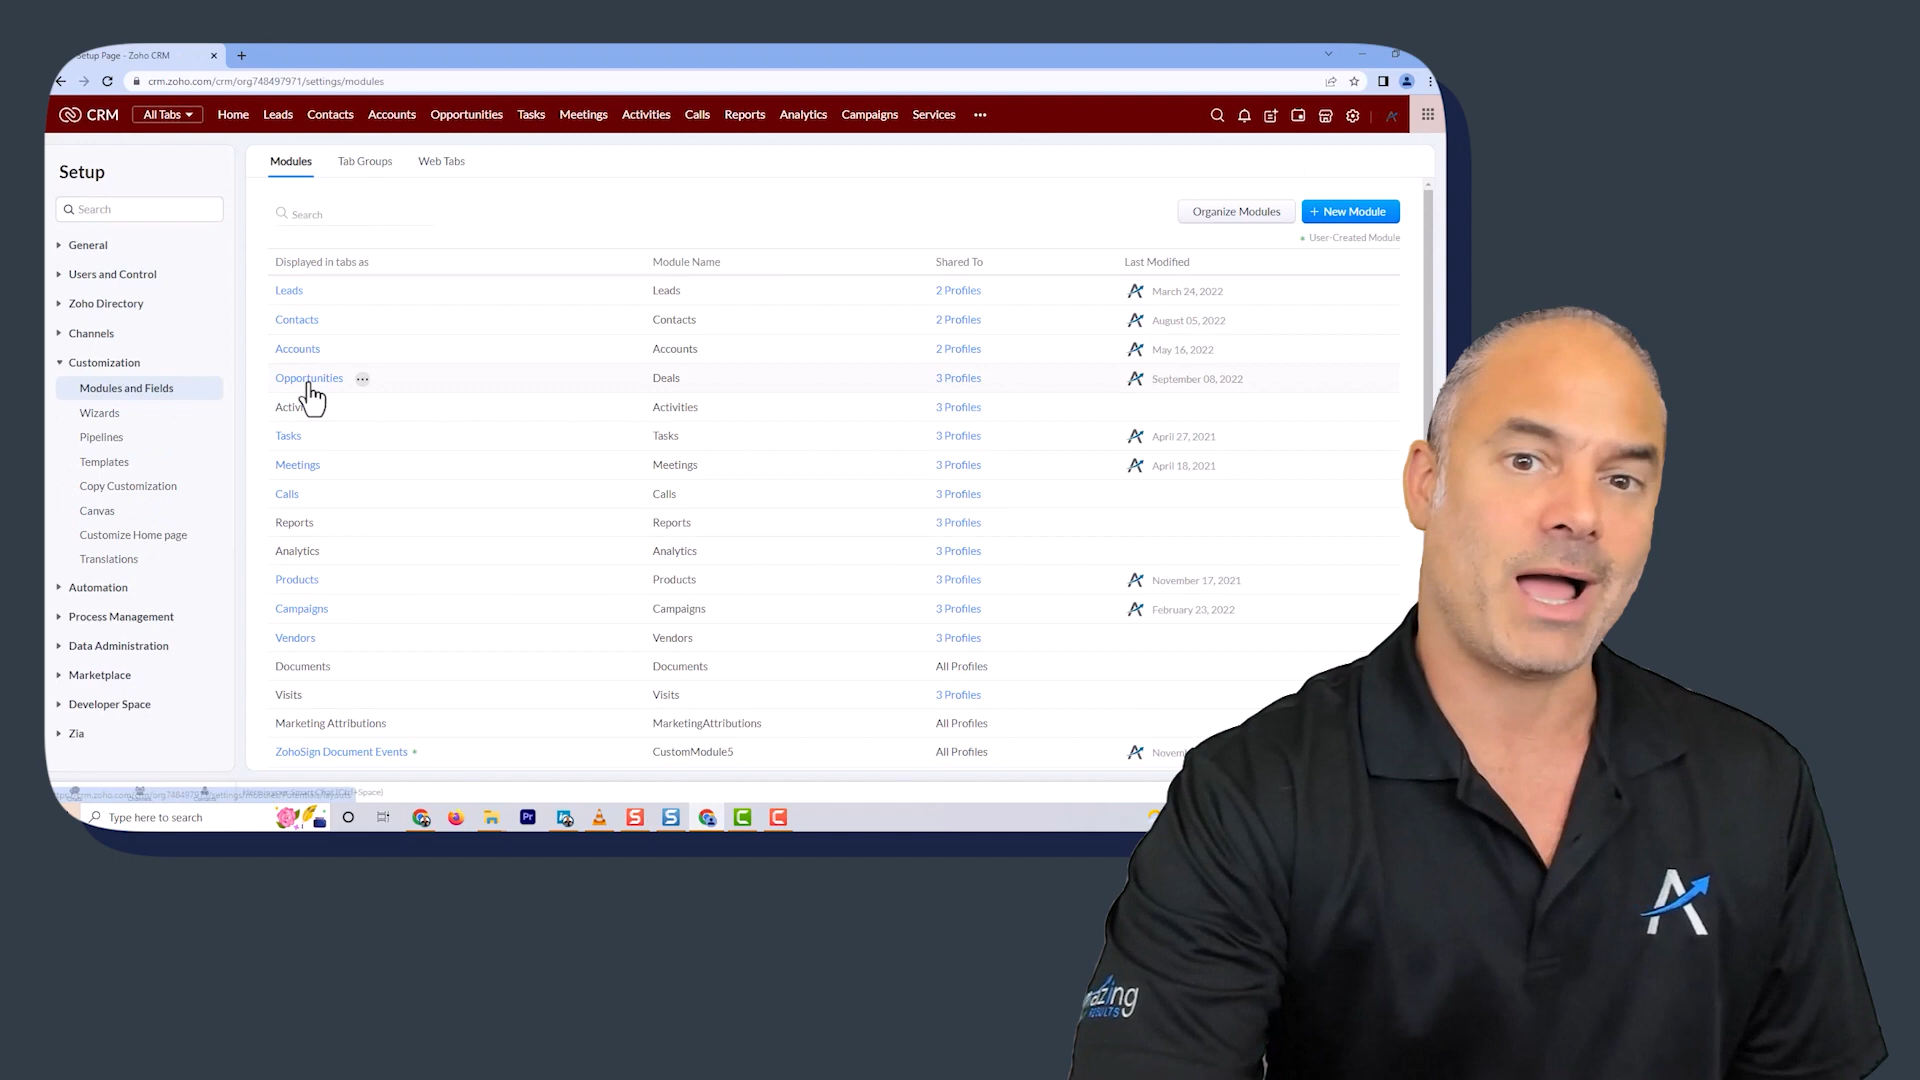 Setup Page - Zoho CRM
crm.zoho.com/crm/org748497971/settings/modules
CRM All Tabs Home Leads Contacts Accounts Opportunities Tasks Meetings Activities Calls Reports Analytics Campaigns Services
Setup
Search
General
Users and Control
Zoho Directory
Channels
Customization
Modules and Fields
Wizards
Pipelines
Templates
Copy Customization
Canvas
Customize Home page
Translations
Automation
Process Management
Data Administration
Marketplace
Developer Space
Zia
Modules Tab Groups Web Tabs
Search
Organize Modules + New Module
User-Created Module
Displayed in tabs as Module Name Shared To Last Modified
Leads Leads 2 Profiles March 24, 2022
Contacts Contacts 2 Profiles August 05, 2022
Accounts Accounts 2 Profiles May 16, 2022
Opportunities Deals 3 Profiles September 08, 2022
Activities 3 Profiles
Tasks Tasks 3 Profiles April 27, 2021
Meetings Meetings 3 Profiles April 18, 2021
Calls Calls 3 Profiles
Reports Reports 3 Profiles
Analytics Analytics 3 Profiles
Products Products 3 Profiles November 17, 2021
Campaigns Campaigns 3 Profiles February 23, 2022
Vendors Vendors 3 Profiles
Documents Documents All Profiles
Visits Visits 3 Profiles
Marketing Attributions MarketingAttributions All Profiles
ZohoSign Document Events CustomModule5 All Profiles
Type here to search
RESULTS